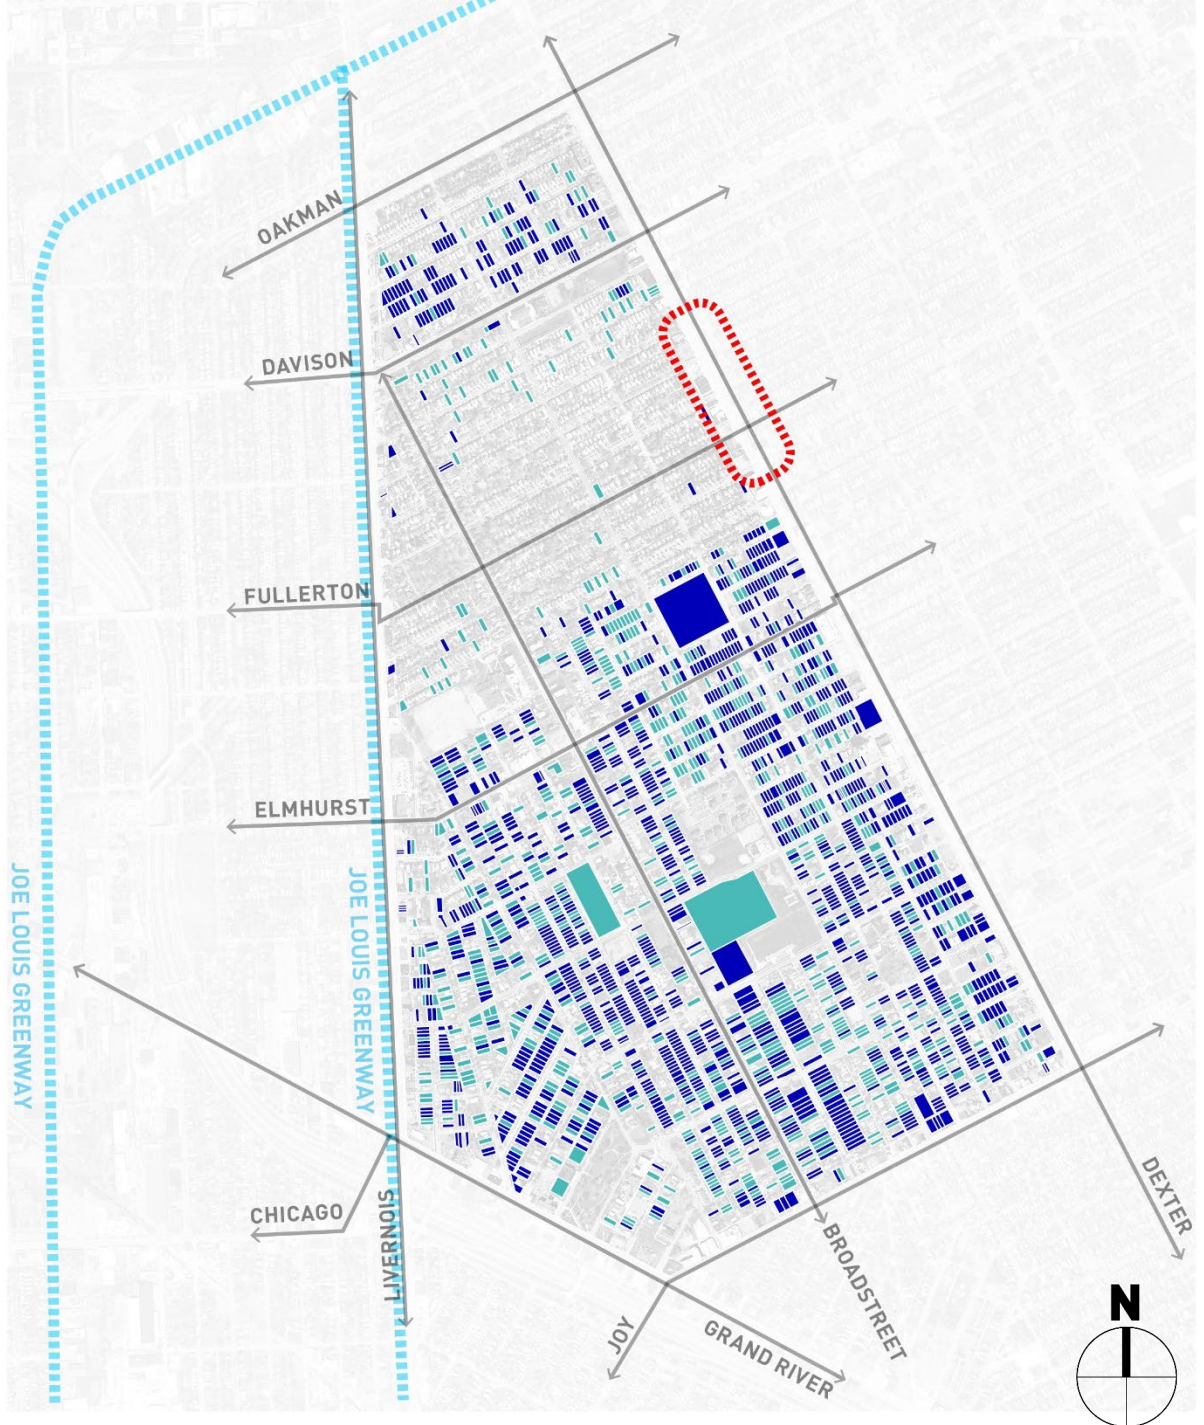 OAKMAN
DAVISON
FULLERTON
ELMHURST
JOE LOUIS GREENWAY
JOE LOUIS GREENWAY
CHICAGO
LIVERNOIS
JOY
GRAND RIVER
BROADSTREET
DEXTER
N